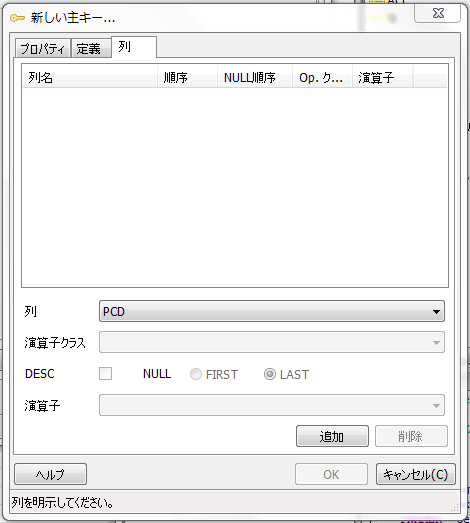 新しい主キー...
プロパティ 定義 列
列名 順序 NULL順序 Op. ク... 演算子
列 PCD
演算子クラス
DESC NULL FIRST LAST
演算子
追加 削除
ヘルプ OK キャンセル(C)
列を明示してください。